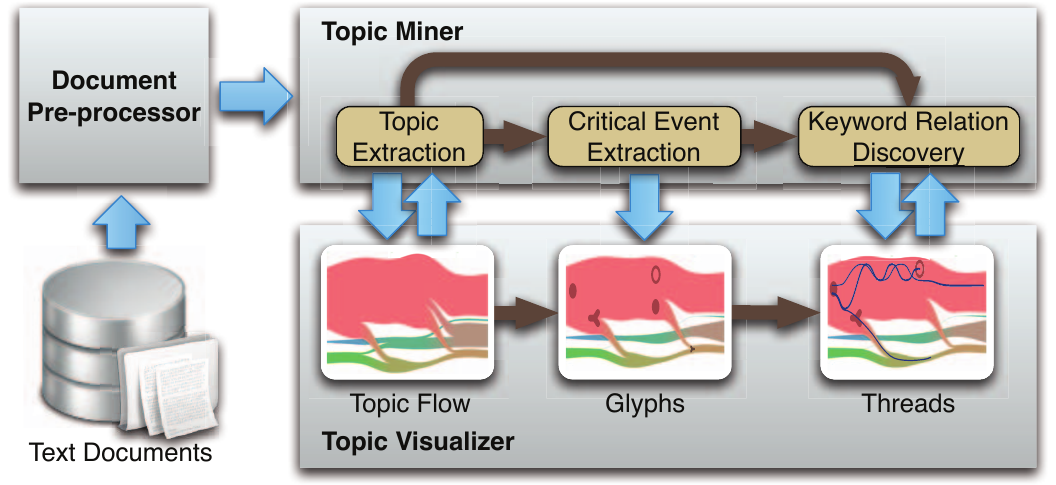 Document
Pre-processor
Text Documents
Topic Miner
Topic
Extraction
Critical Event
Extraction
Keyword Relation
Discovery
Topic Flow
Glyphs
Threads
Topic Visualizer